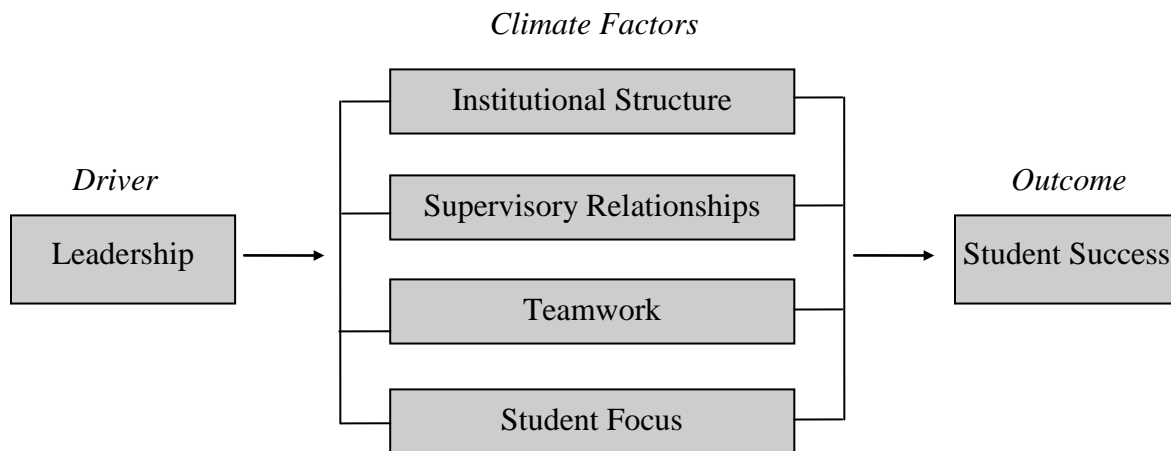 Climate Factors
Institutional Structure
Driver
Supervisory Relationships
Outcome
Leadership
Student Success
Teamwork
Student Focus